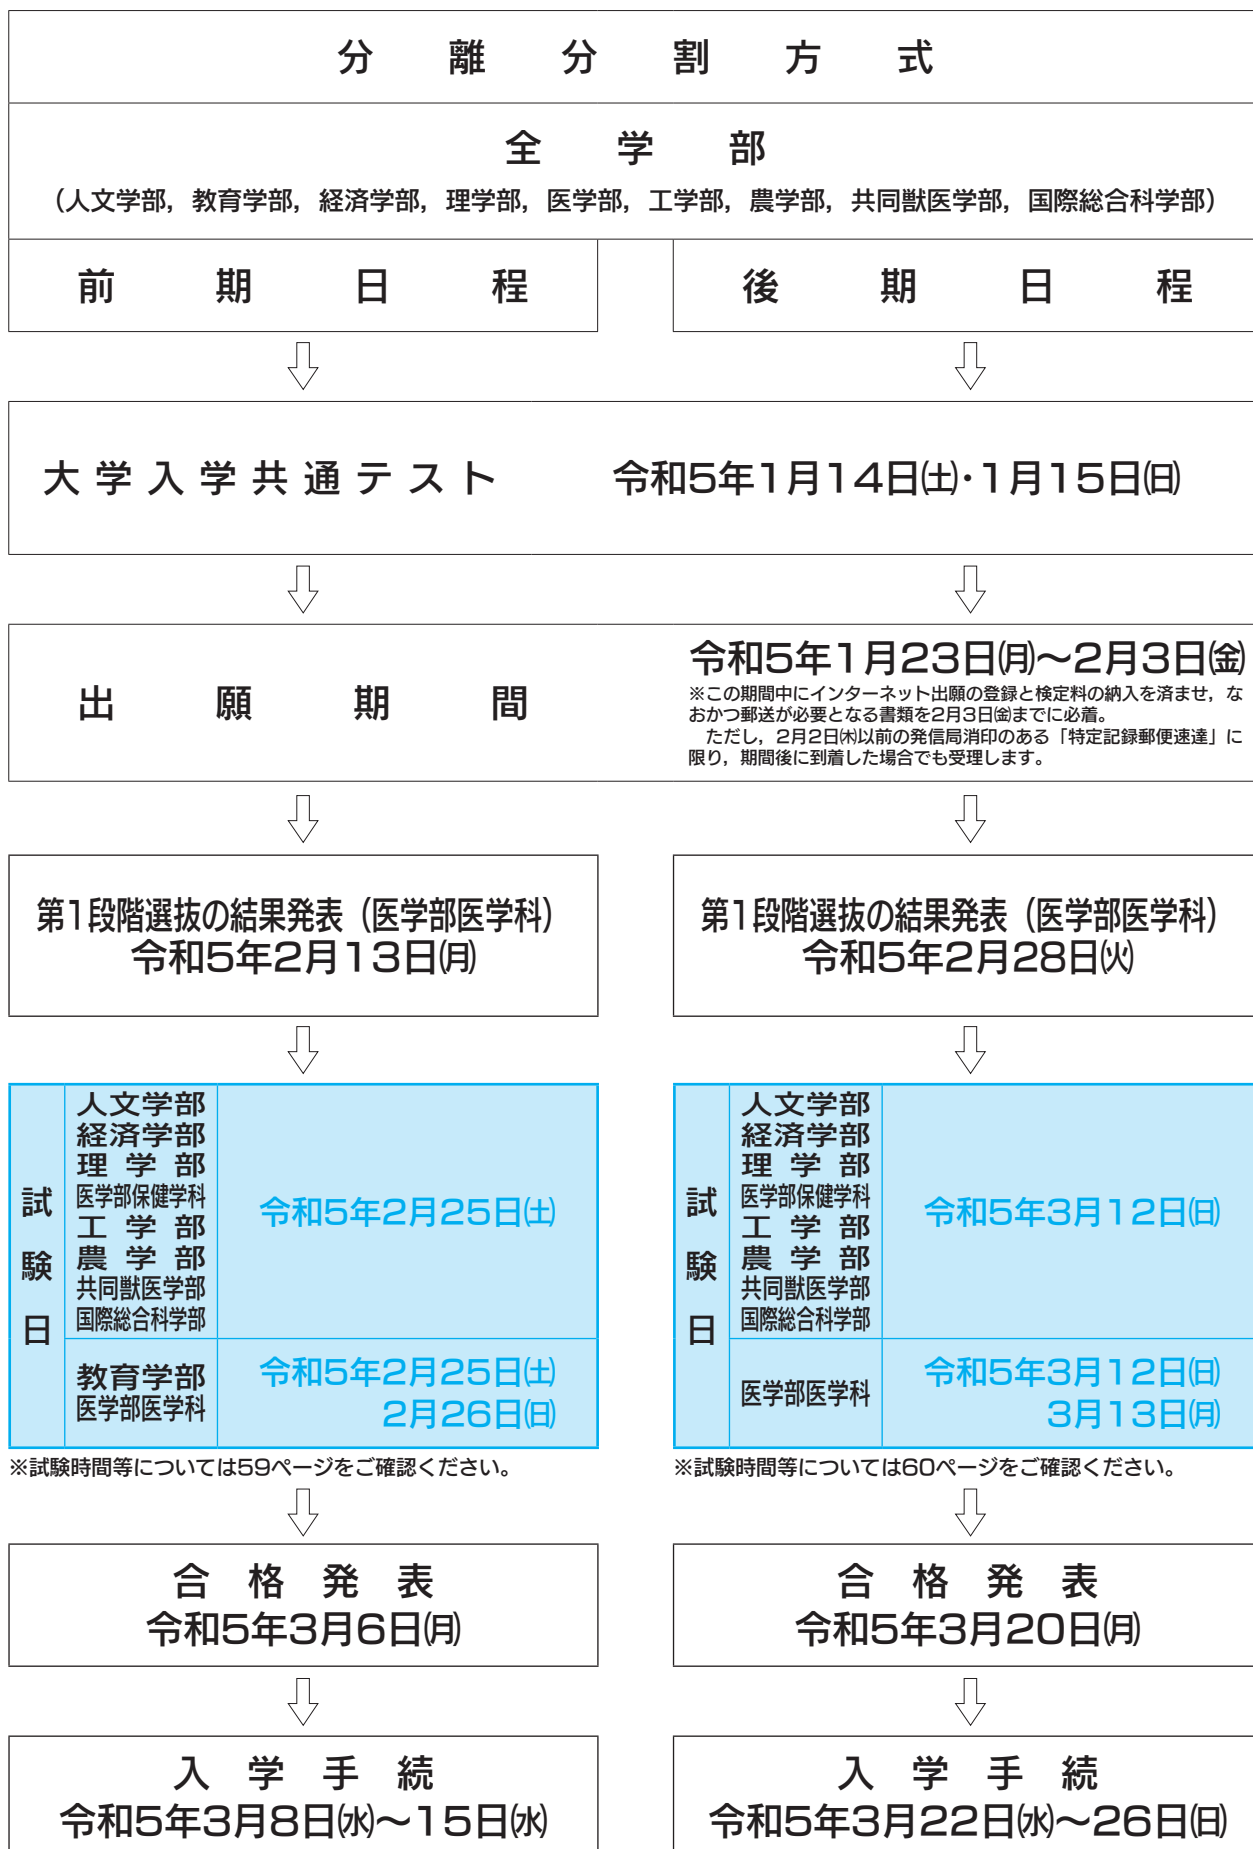 分離分割方式
全学部
（人文学部，教育学部，経済学部，理学部，医学部，工学部，農学部，共同獣医学部，国際総合科学部）
前期日程
後期日程
大学入学共通テスト 令和5年1月14日㈯・1月15日㈰
出願期間
令和5年1月23日㈪～2月3日㈮
※この期間中にインターネット出願の登録と検定料の納入を済ませ，な
おかつ郵送が必要となる書類を2月3日㈮までに必着。
ただし，2月2日㈭以前の発信局消印のある「特定記録郵便速達」に
限り，期間後に到着した場合でも受理します。
第1段階選抜の結果発表（医学部医学科）
令和5年2月13日㈪
第1段階選抜の結果発表（医学部医学科）
令和5年2月28日㈫
試験日
人文学部
経済学部
理学部
医学部保健学科
工学部
農学部
共同獣医学部
国際総合科学部
令和5年2月25日㈯
教育学部
医学部医学科
令和5年2月25日㈯
2月26日㈰
※試験時間等については59ページをご確認ください。
試験日
人文学部
経済学部
理学部
医学部保健学科
工学部
農学部
共同獣医学部
国際総合科学部
令和5年3月12日㈰
医学部医学科
令和5年3月12日㈰
3月13日㈪
※試験時間等については60ページをご確認ください。
合格発表
令和5年3月6日㈪
合格発表
令和5年3月20日㈪
入学手続
令和5年3月8日㈬～15日㈬
入学手続
令和5年3月22日㈬～26日㈰